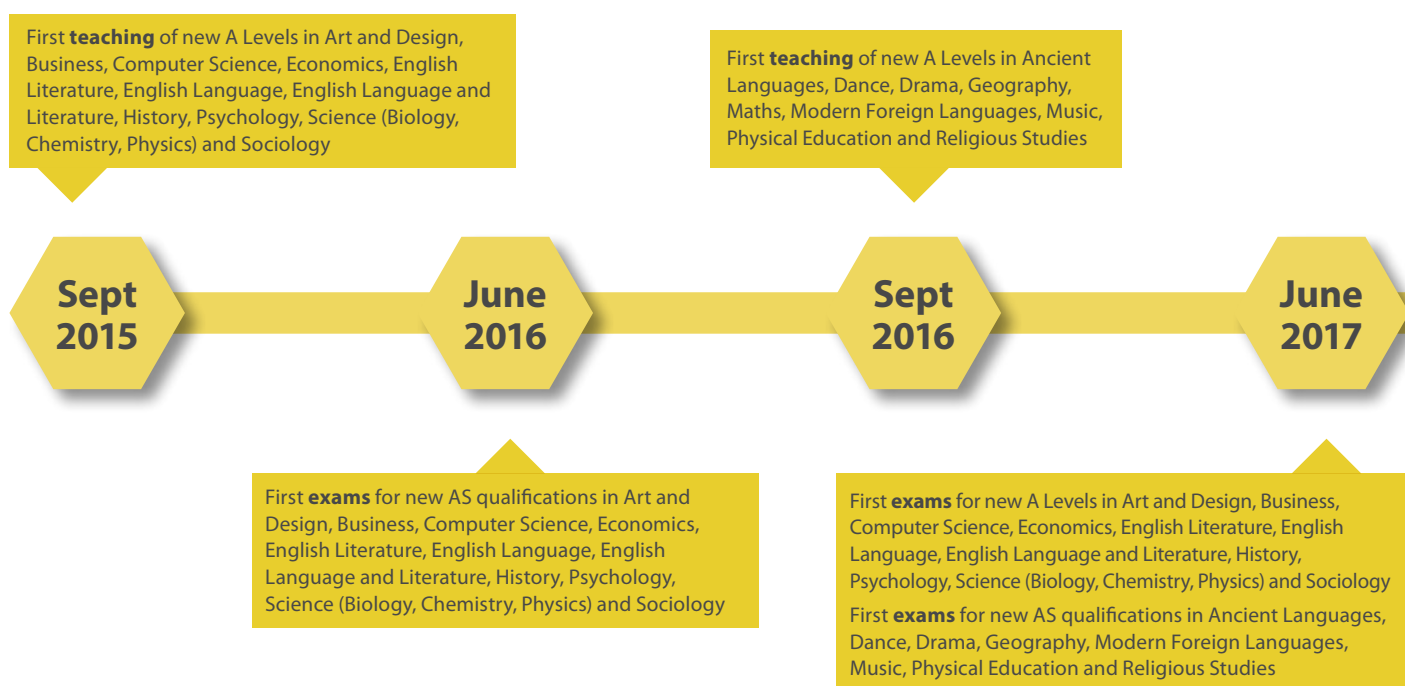 First teaching of new A Levels in Art and Design,
Business, Computer Science, Economics, English
Literature, English Language, English Language and
Literature, History, Psychology, Science (Biology,
Chemistry, Physics) and Sociology
First teaching of new A Levels in Ancient
Languages, Dance, Drama, Geography,
Maths, Modern Foreign Languages, Music,
Physical Education and Religious Studies
Sept
2015
June
2016
Sept
2016
June
2017
First exams for new AS qualifications in Art and
Design, Business, Computer Science, Economics,
English Literature, English Language, English
Language and Literature, History, Psychology,
Science (Biology, Chemistry, Physics) and Sociology
First exams for new A Levels in Art and Design, Business,
Computer Science, Economics, English Literature, English
Language, English Language and Literature, History,
Psychology, Science (Biology, Chemistry, Physics) and Sociology
First exams for new AS qualifications in Ancient Languages,
Dance, Drama, Geography, Modern Foreign Languages,
Music, Physical Education and Religious Studies